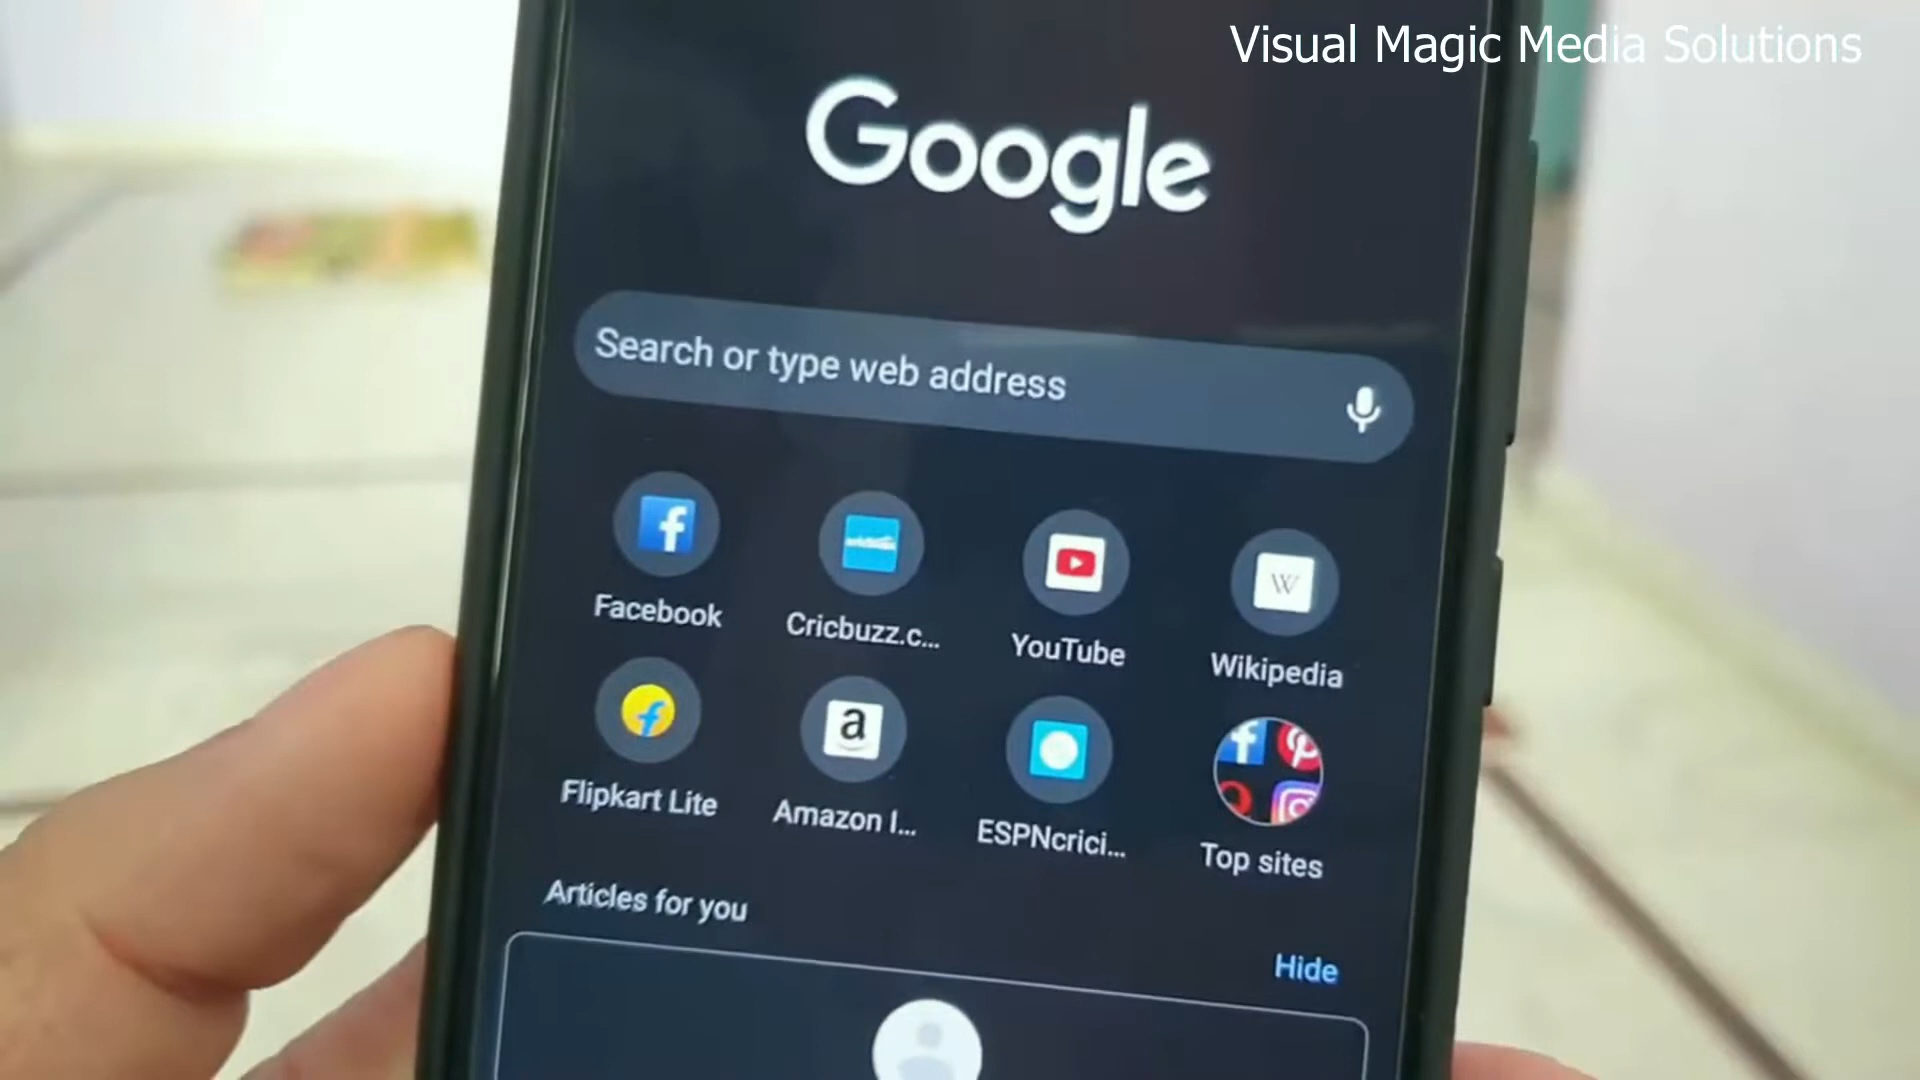 Visual Magic Media Solutions
Google
Search or type web address
Facebook
Cricbuzz.c...
YouTube
W
Wikipedia
Flipkart Lite
a
Amazon I...
ESPNcrici...
Top sites
Articles for you
Hide